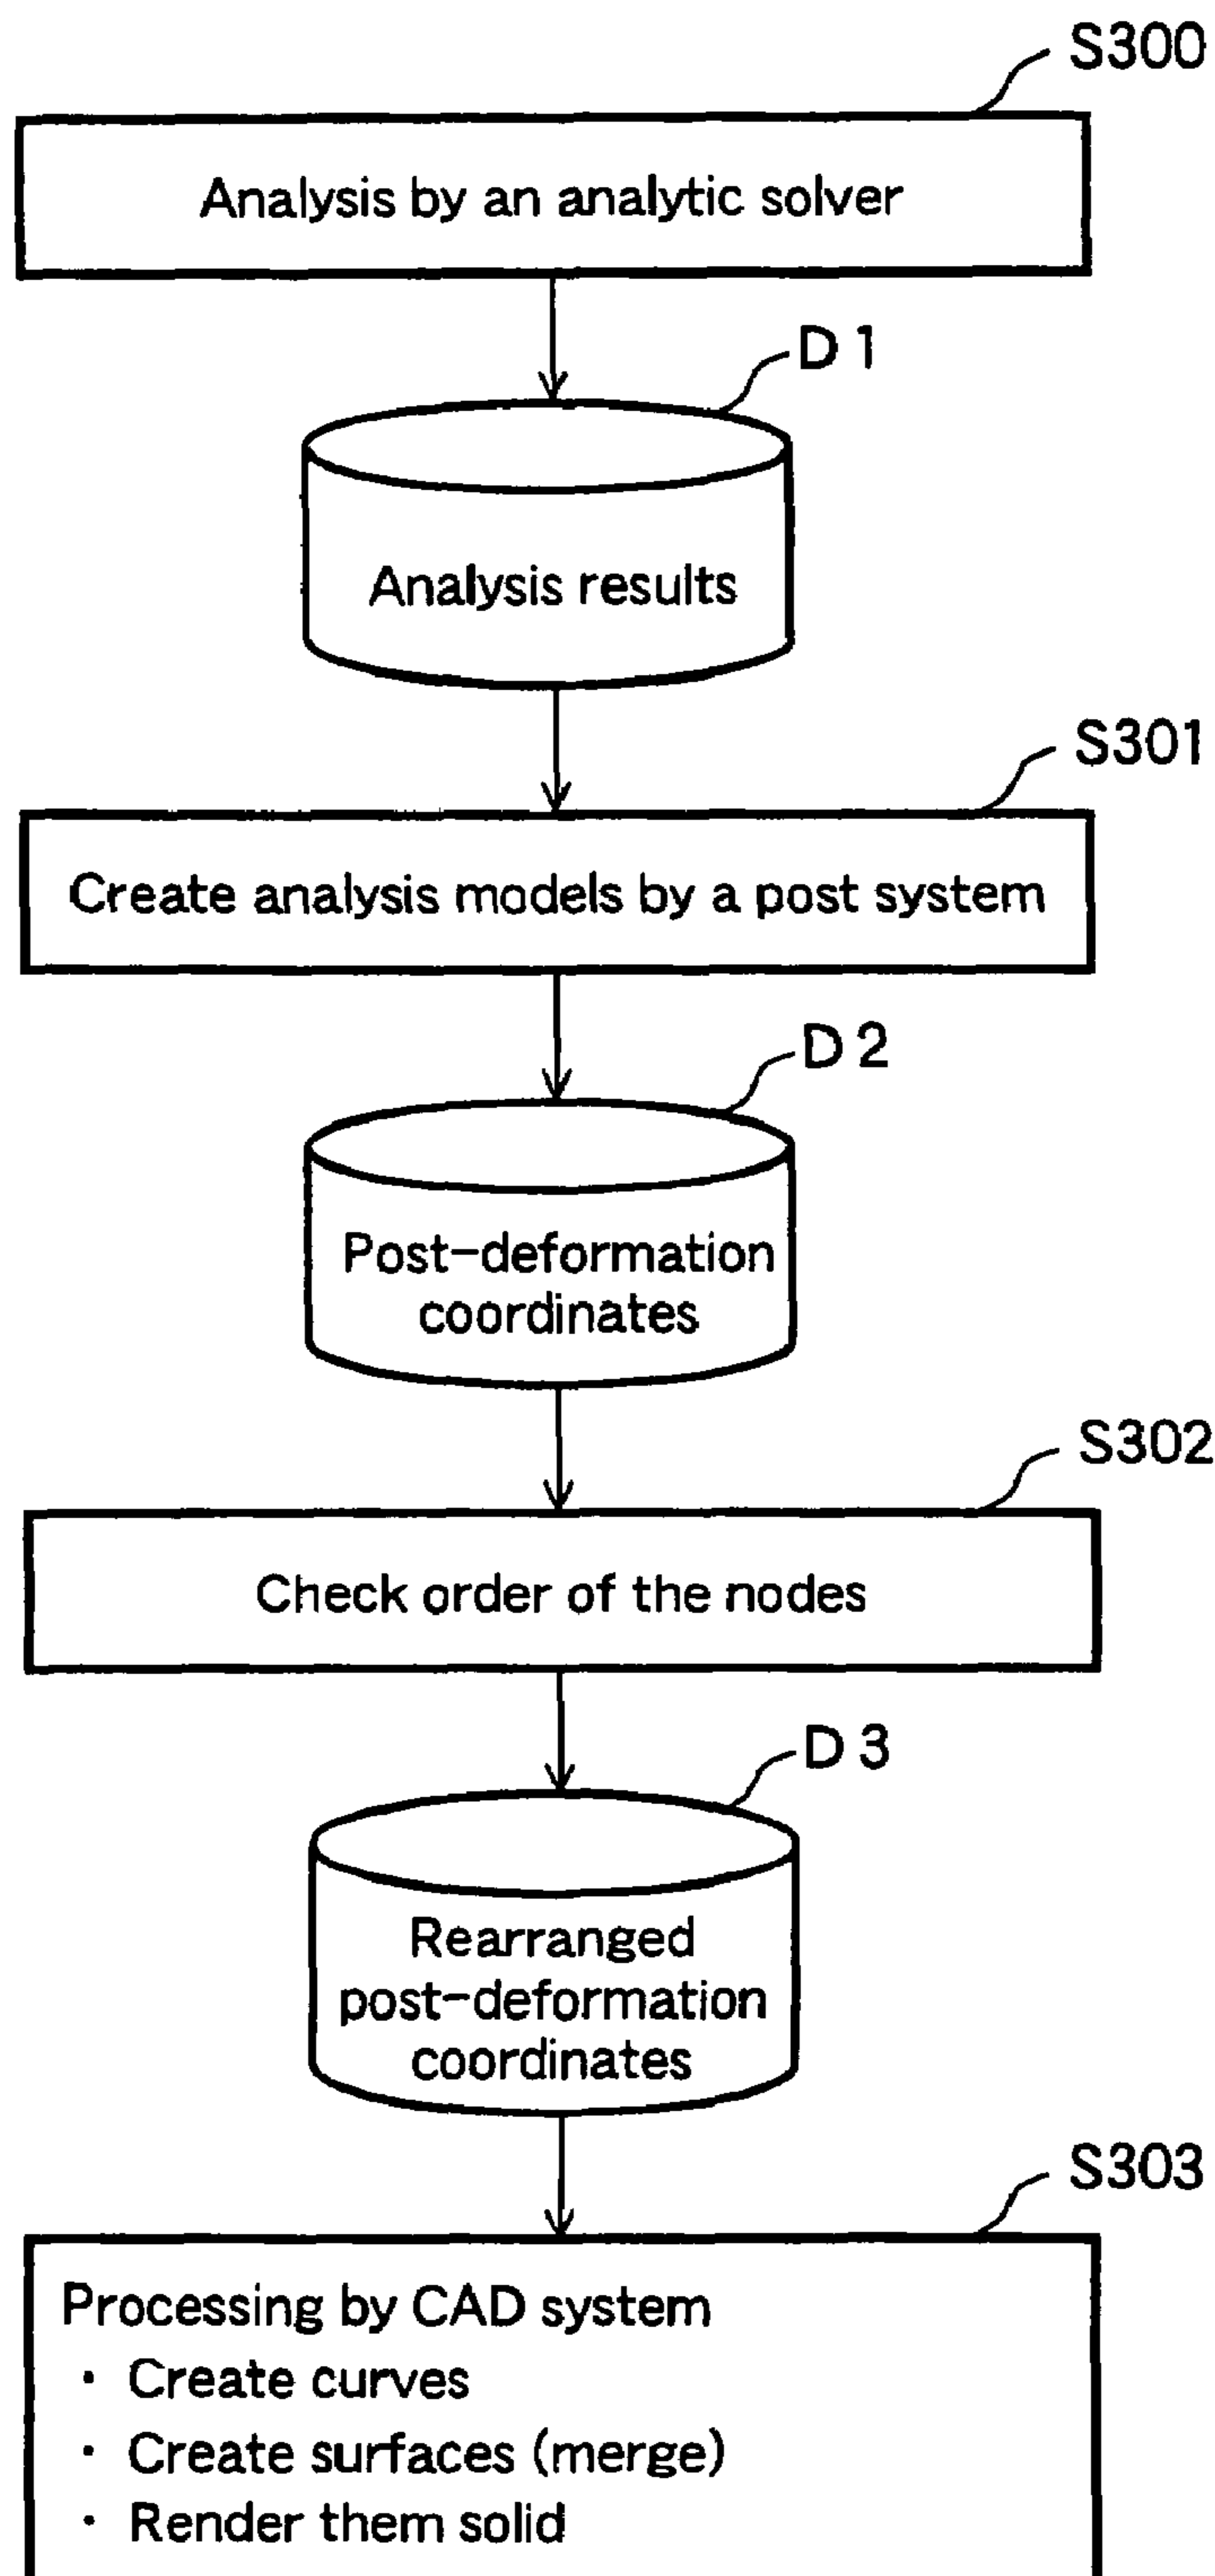 S300
Analysis by an analytic solver
D 1
Analysis results
S301
Create analysis models by a post system
D 2
Post-deformation
coordinates
S302
Check order of the nodes
D 3
Rearranged
post-deformation
coordinates
S303
Processing by CAD system
· Create curves
· Create surfaces (merge)
· Render them solid